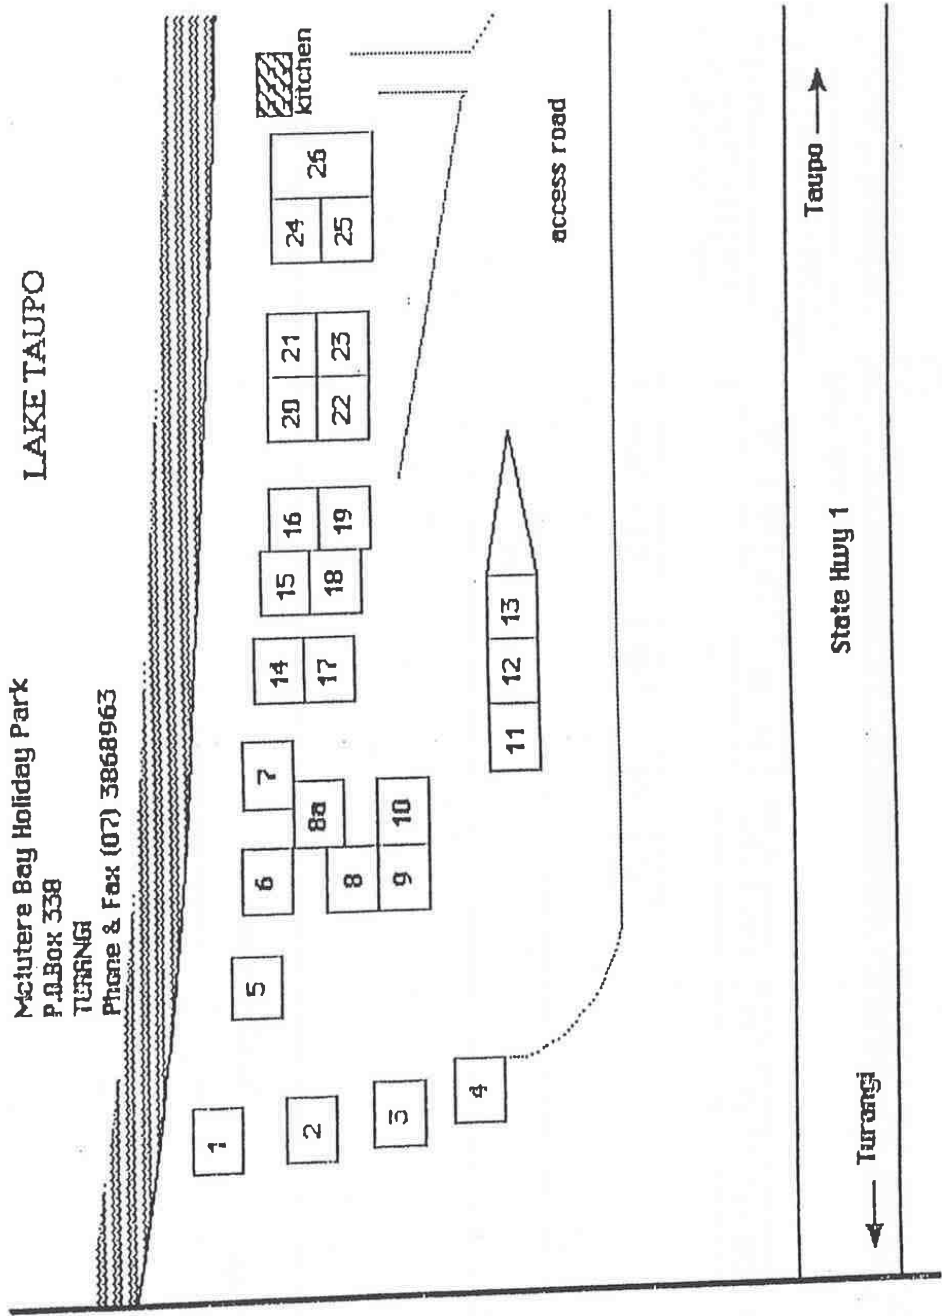 Motutere Bay Holiday Park
P.O.Box 338
TURANGI
Phone & Fax (07) 3868963
LAKE TAUPO
1
2
3
4
5
6
7
8
8a
9
10
11
12
13
14
17
15
16
18
19
20
21
22
23
24
25
26
kitchen
access road
State Hwy 1
Turangi
Taupo